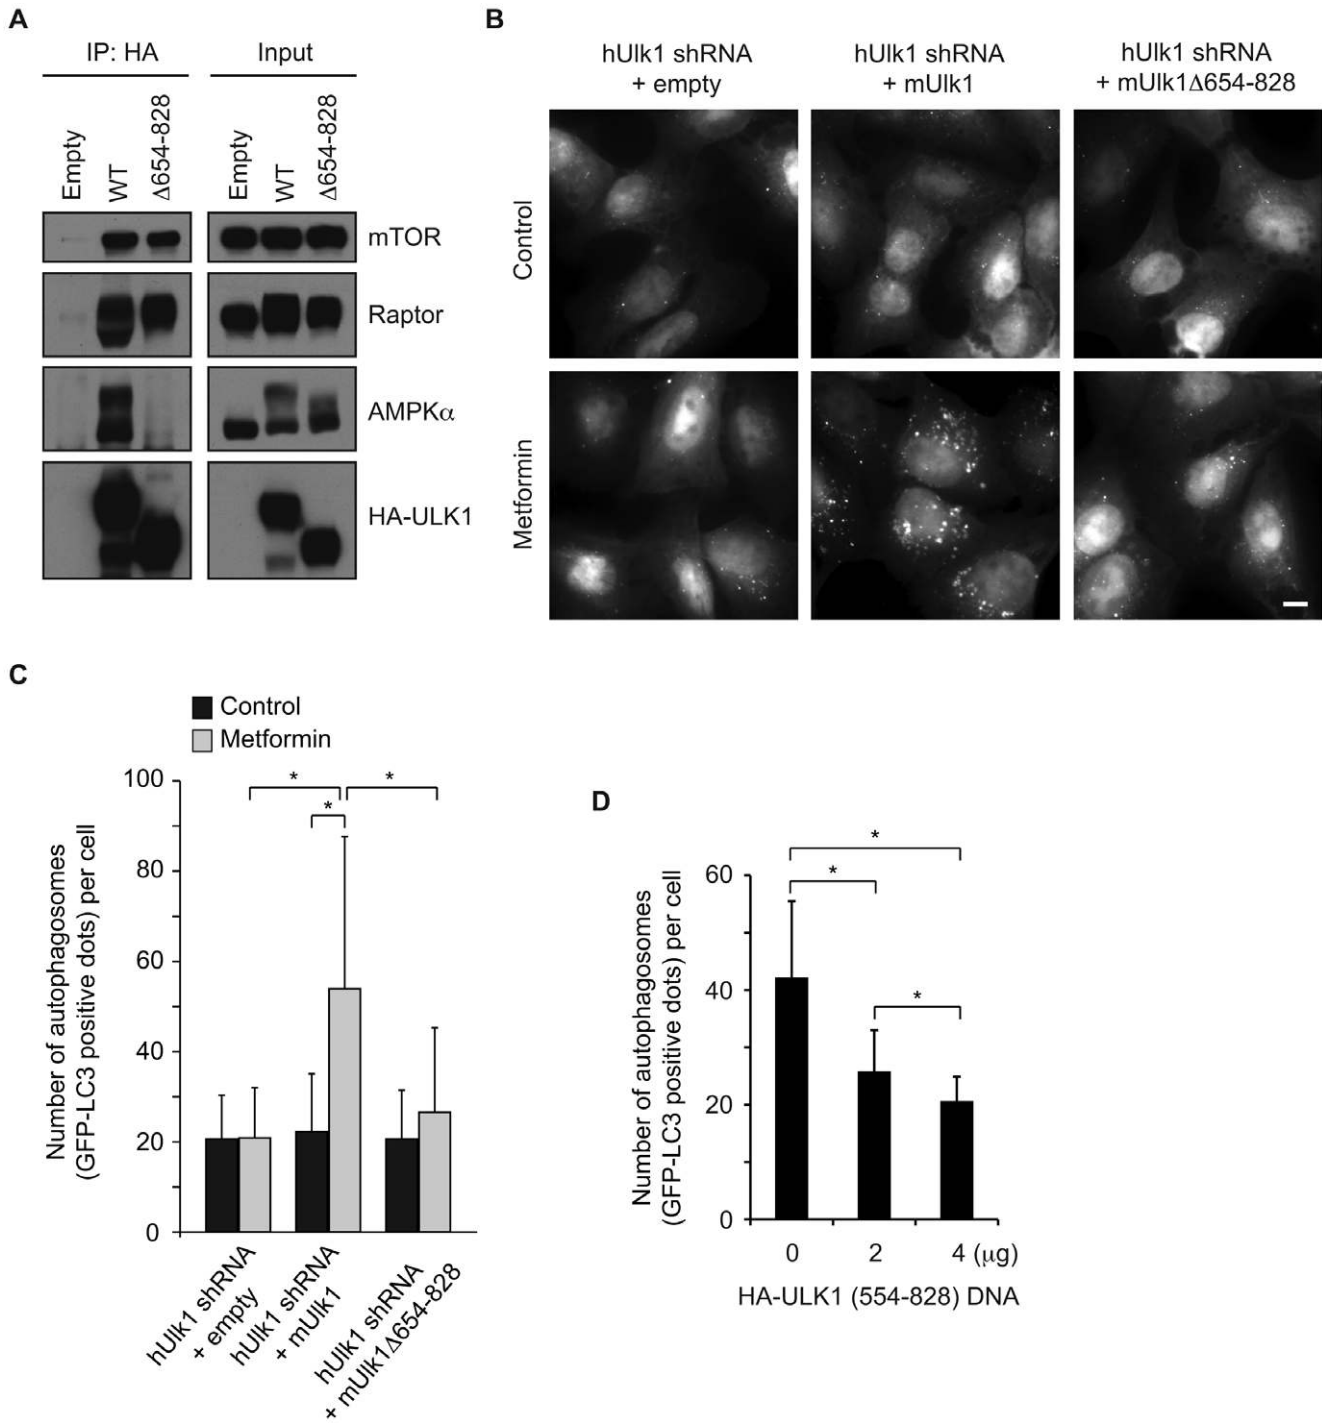 A
IP: HA
Input
Empty
WT
Δ654-828
Empty
WT
Δ654-828
mTOR
Raptor
AMPKα
HA-ULK1
B
hUlk1 shRNA
+ empty
hUlk1 shRNA
+ mUlk1
hUlk1 shRNA
+ mUlk1Δ654-828
Control
Metformin
C
Control
Metformin
Number of autophagosomes
(GFP-LC3 positive dots) per cell
100
80
60
40
20
0
*
*
*
hUlk1 shRNA
+ empty
hUlk1 shRNA
+ mUlk1
hUlk1 shRNA
+ mUlk1Δ654-828
D
Number of autophagosomes
(GFP-LC3 positive dots) per cell
60
40
20
0
*
*
*
0 2 4 (μg)
HA-ULK1 (554-828) DNA